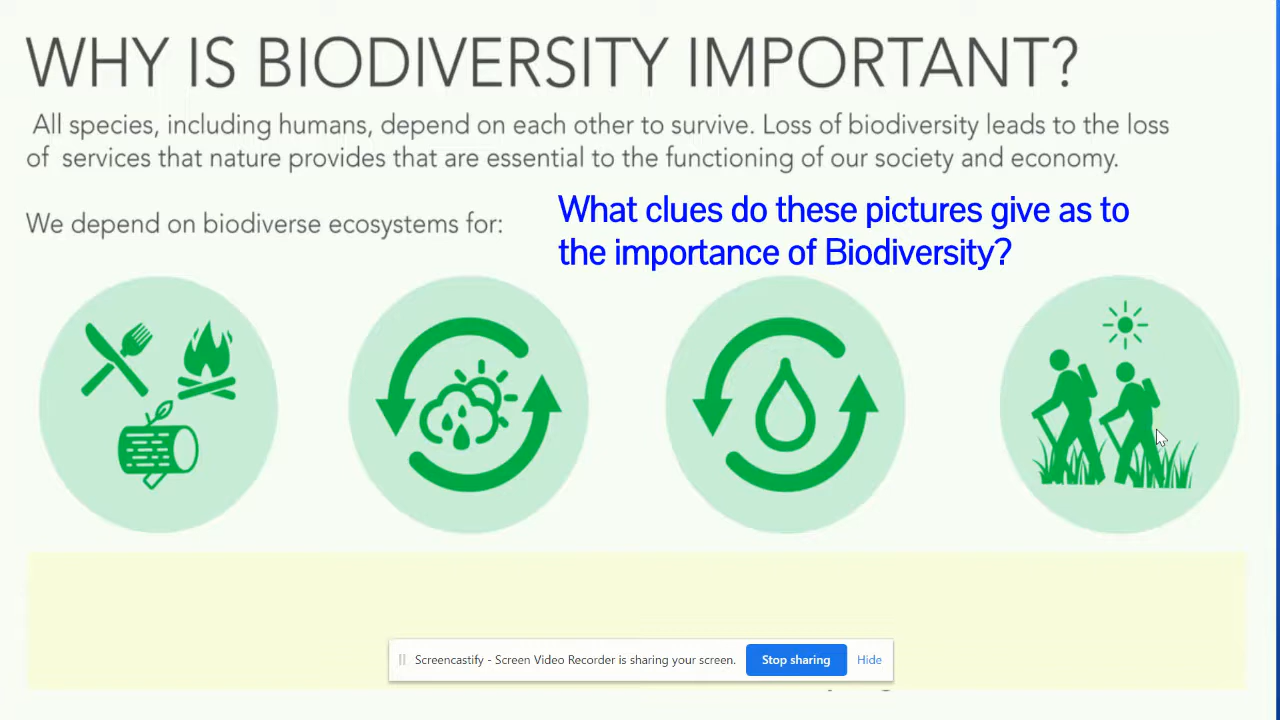 WHY IS BIODIVERSITY IMPORTANT?
All species, including humans, depend on each other to survive. Loss of biodiversity leads to the loss
of services that nature provides that are essential to the functioning of our society and economy.
We depend on biodiverse ecosystems for:
What clues do these pictures give as to
the importance of Biodiversity?
Screencastify - Screen Video Recorder is sharing your screen.
Stop sharing
Hide